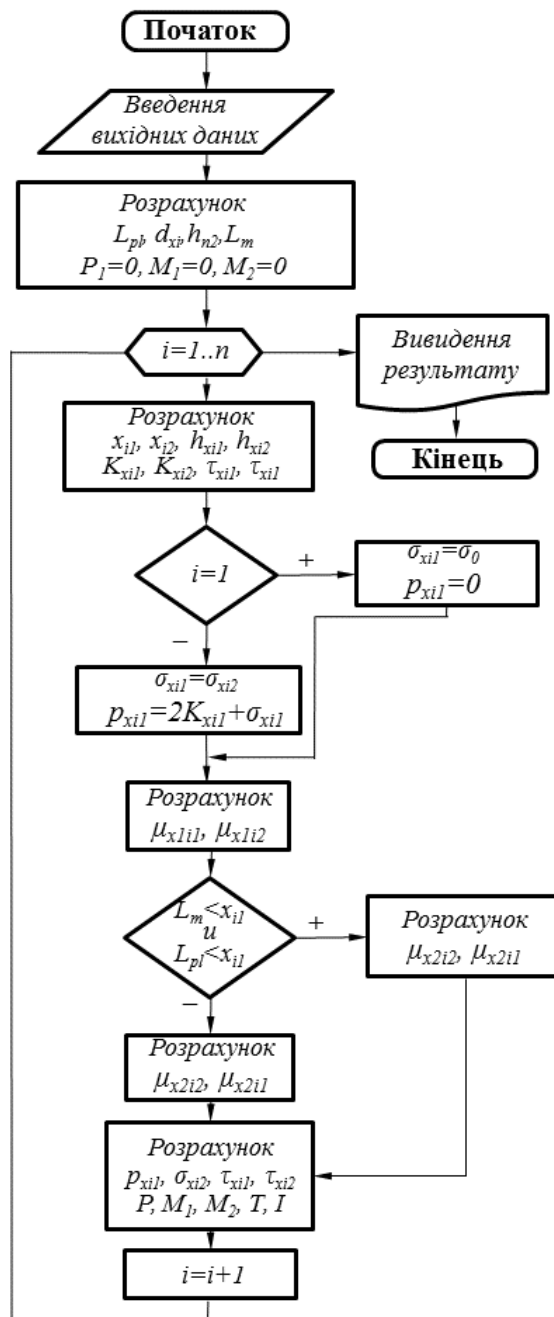 Початок
Введення
вихідних даних
Розрахунок
L_pl, d_xi, h_n2, L_m
P_1=0, M_1=0, M_2=0
i=1..n
Вивидення
результату
Кінець
Розрахунок
x_i1, x_i2, h_xi1, h_xi2
K_xi1, K_xi2, τ_xi1, τ_xi1
i=1
+
σ_xi1=σ_0
p_xi1=0
–
σ_xi1=σ_xi2
p_xi1=2K_xi1+σ_xi1
Розрахунок
μ_x1i1, μ_x1i2
L_m<x_i1
и
L_pl<x_i1
+
Розрахунок
μ_x2i2, μ_x2i1
–
Розрахунок
μ_x2i2, μ_x2i1
Розрахунок
p_xi1, σ_xi2, τ_xi1, τ_xi2
P, M_1, M_2, T, I
i=i+1